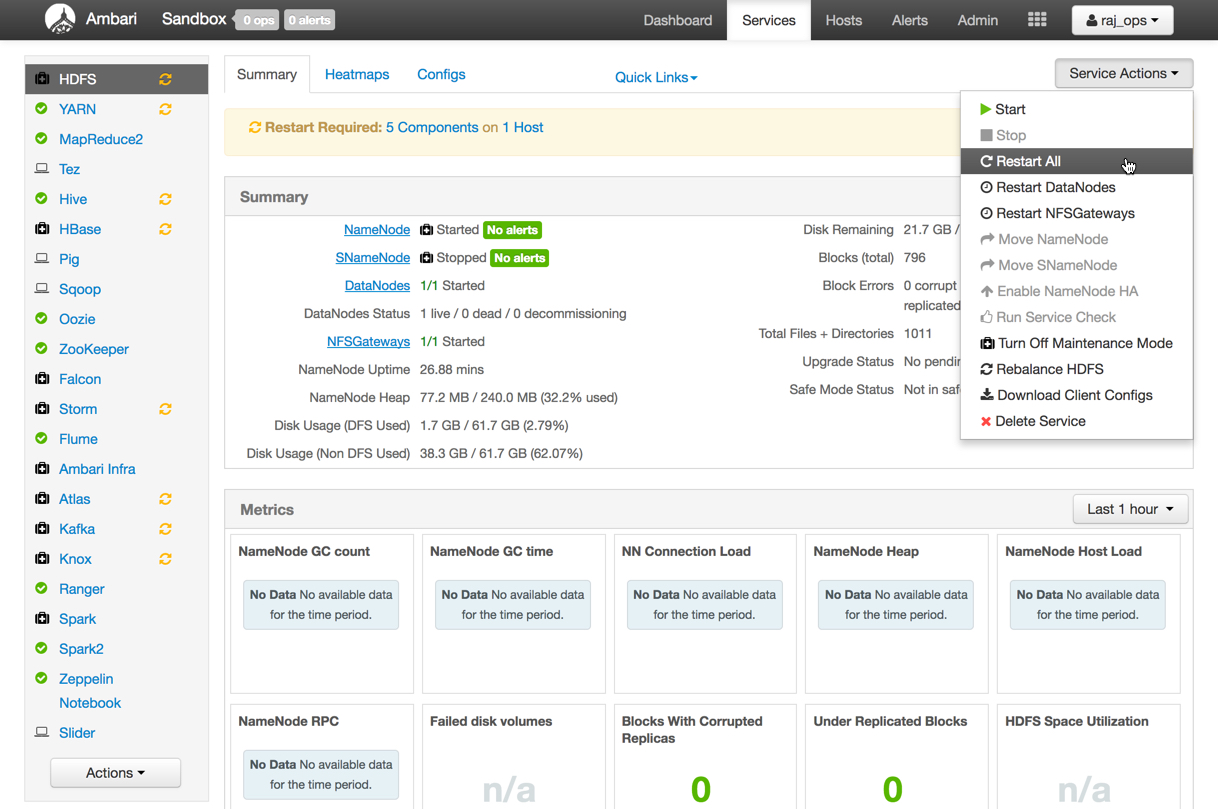 Ambari Sandbox 0 ops 0 alerts Dashboard Services Hosts Alerts Admin raj_ops
HDFS
YARN
MapReduce2
Tez
Hive
HBase
Pig
Sqoop
Oozie
ZooKeeper
Falcon
Storm
Flume
Ambari Infra
Atlas
Kafka
Knox
Ranger
Spark
Spark2
Zeppelin
Notebook
Slider
Actions
Summary Heatmaps Configs Quick Links Service Actions
Restart Required: 5 Components on 1 Host
Start
Stop
Restart All
Restart DataNodes
Restart NFSGateways
Move NameNode
Move SNameNode
Enable NameNode HA
Run Service Check
Turn Off Maintenance Mode
Rebalance HDFS
Download Client Configs
Delete Service
Summary
NameNode Started No alerts
SNameNode Stopped No alerts
DataNodes 1/1 Started
DataNodes Status 1 live / 0 dead / 0 decommissioning
NFSGateways 1/1 Started
NameNode Uptime 26.88 mins
NameNode Heap 77.2 MB / 240.0 MB (32.2% used)
Disk Usage (DFS Used) 1.7 GB / 61.7 GB (2.79%)
Disk Usage (Non DFS Used) 38.3 GB / 61.7 GB (62.07%)
Disk Remaining 21.7 GB /
Blocks (total) 796
Block Errors 0 corrupt
replicated
Total Files + Directories 1011
Upgrade Status No pendin
Safe Mode Status Not in saf
Metrics Last 1 hour
NameNode GC count
No Data No available data
for the time period.
NameNode GC time
No Data No available data
for the time period.
NN Connection Load
No Data No available data
for the time period.
NameNode Heap
No Data No available data
for the time period.
NameNode Host Load
No Data No available data
for the time period.
NameNode RPC
No Data No available data
for the time period.
Failed disk volumes
n/a
Blocks With Corrupted
Replicas
0
Under Replicated Blocks
0
HDFS Space Utilization
n/a